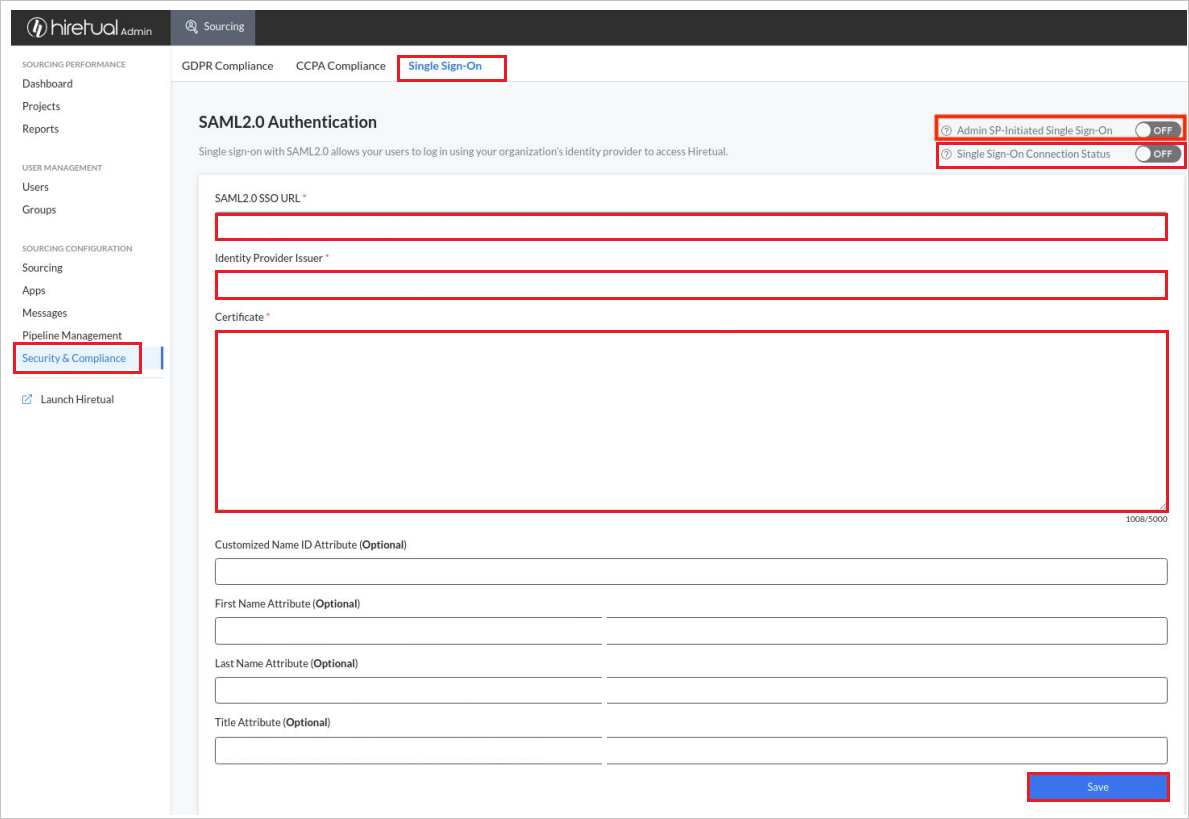 hiretual Admin
Sourcing
SOURCING PERFORMANCE
Dashboard
Projects
Reports
USER MANAGEMENT
Users
Groups
SOURCING CONFIGURATION
Sourcing
Apps
Messages
Pipeline Management
Security & Compliance
Launch Hiretual
GDPR Compliance
CCPA Compliance
Single Sign-On
SAML2.0 Authentication
Single sign-on with SAML2.0 allows your users to log in using your organization's identity provider to access Hiretual.
? Admin SP-Initiated Single Sign-On OFF
? Single Sign-On Connection Status OFF
SAML2.0 SSO URL *
Identity Provider Issuer *
Certificate *
1008/5000
Customized Name ID Attribute (Optional)
First Name Attribute (Optional)
Last Name Attribute (Optional)
Title Attribute (Optional)
Save